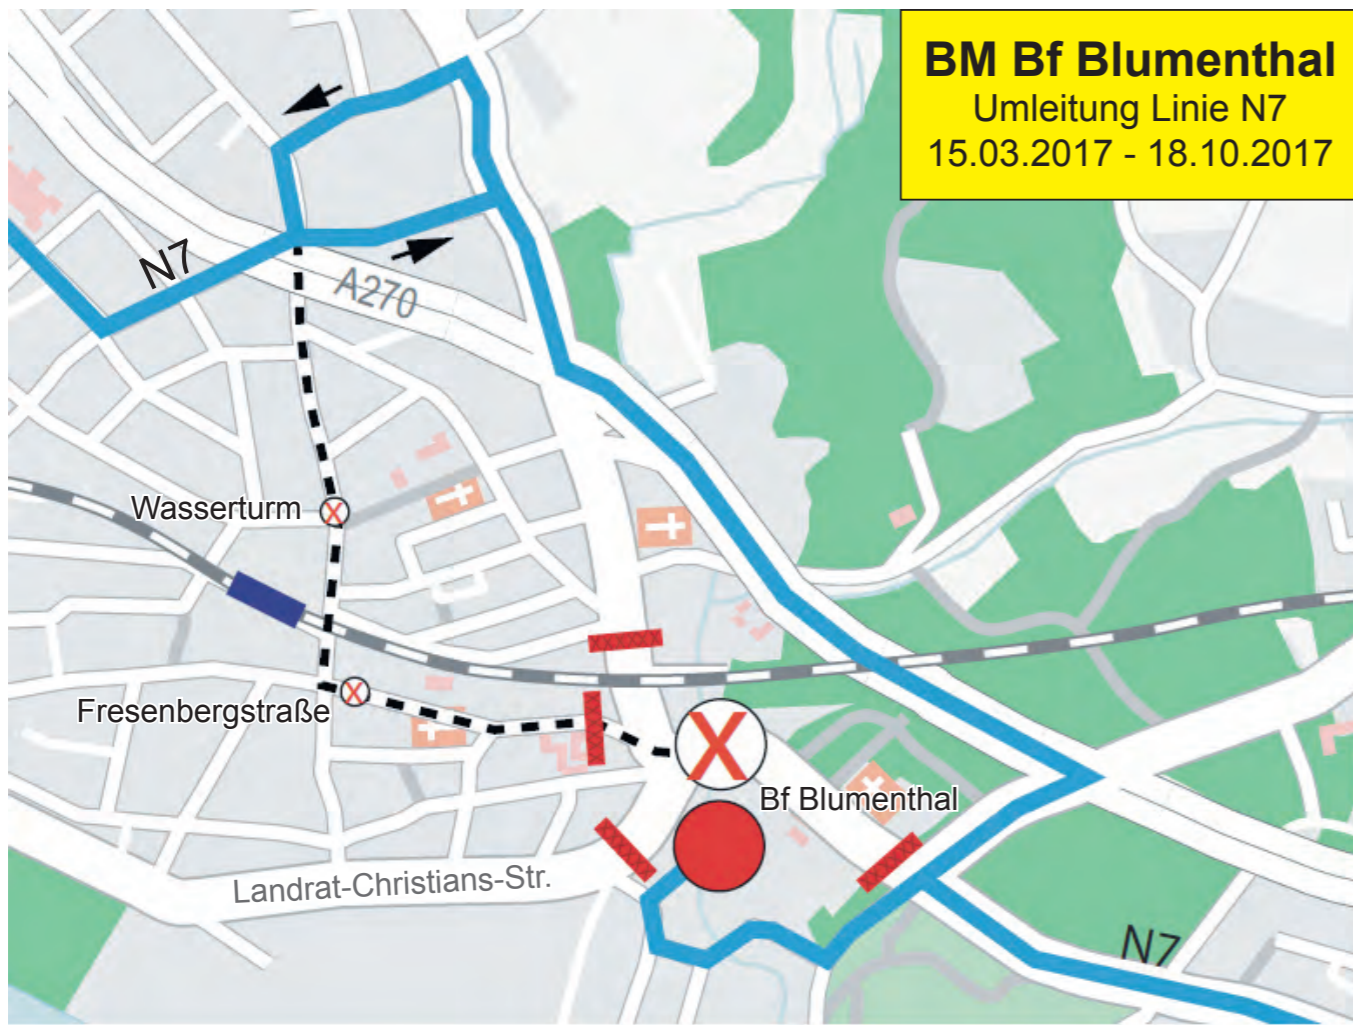 BM Bf Blumenthal
Umleitung Linie N7
15.03.2017 - 18.10.2017
N7
A270
Wasserturm
X
Fresenbergstraße
X
X
Bf Blumenthal
Landrat-Christians-Str.
N7